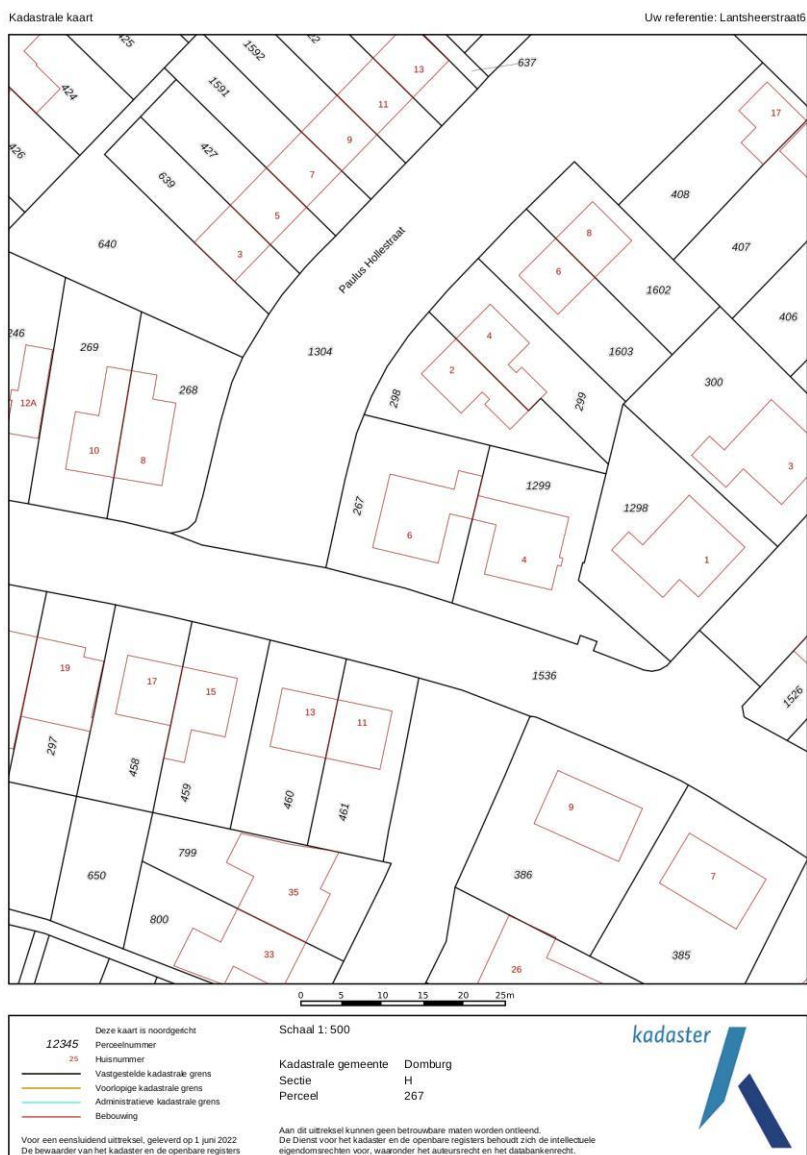 Kadastrale kaart
Uw referentie: Lantsheerstraat6
425
1592
22
13
637
424
1591
11
17
9
426
427
7
639
408
5
8
407
640
3
Paulus Hollestraat
6
1602
246
269
1304
4
406
1603
268
2
300
12A
298
299
10
8
3
1299
267
1298
6
4
1
19
17
15
1536
13
11
1526
297
458
459
460
461
9
799
386
7
650
35
800
33
26
385
0 5 10 15 20 25m
Deze kaart is noordgericht
12345 Perceelnummer
25 Huisnummer
Vastgestelde kadastrale grens
Voorlopige kadastrale grens
Administratieve kadastrale grens
Bebouwing
Voor een eensluidend uittreksel, geleverd op 1 juni 2022
De bewaarder van het kadaster en de openbare registers
Schaal 1: 500
Kadastrale gemeente Domburg
Sectie H
Perceel 267
Aan dit uittreksel kunnen geen betrouwbare maten worden ontleend.
De Dienst voor het kadaster en de openbare registers behoudt zich de intellectuele
eigendomsrechten voor, waaronder het auteursrecht en het databankenrecht.
kadaster